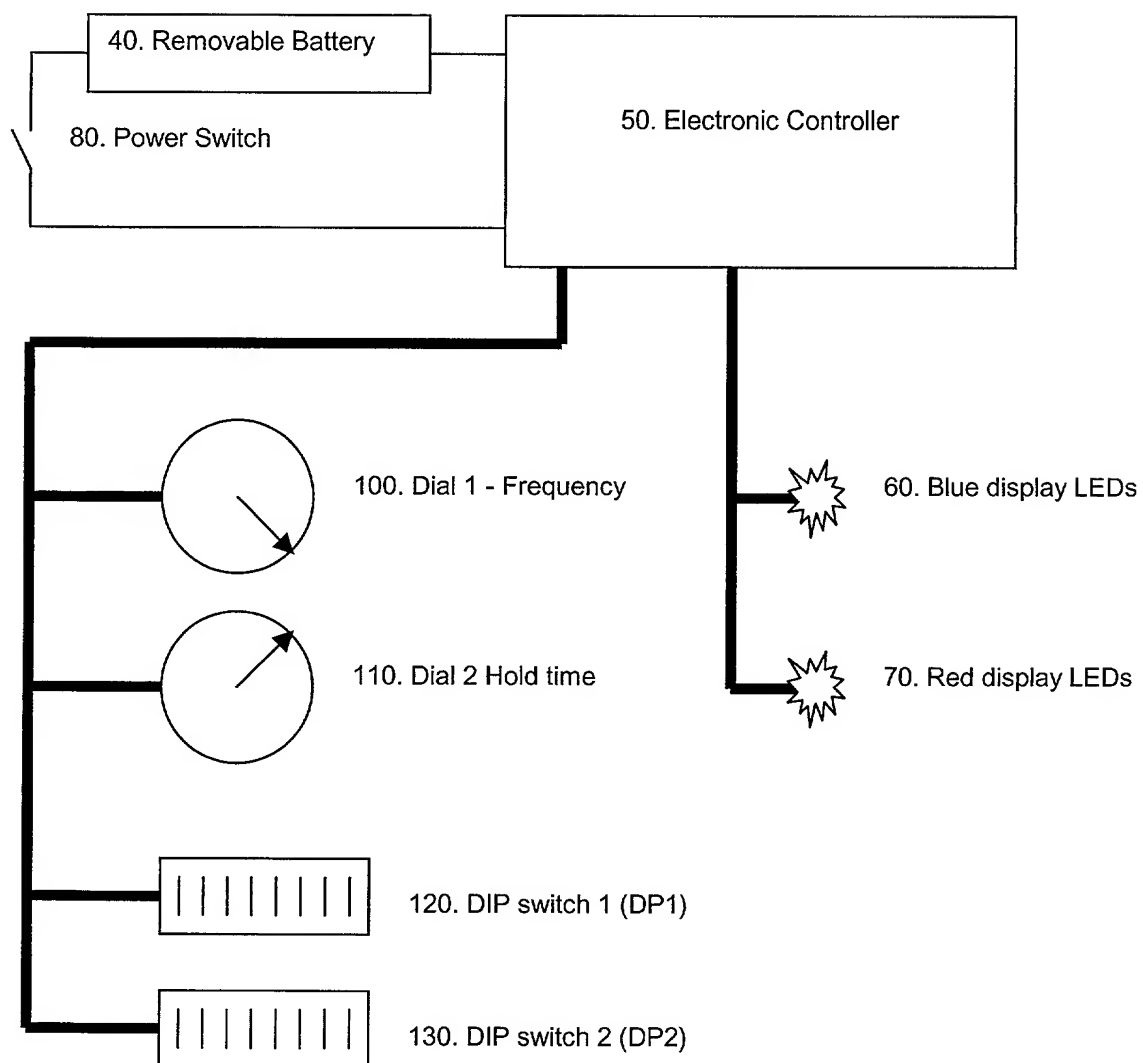 40. Removable Battery
50. Electronic Controller
80. Power Switch
100. Dial 1 - Frequency
60. Blue display LEDs
110. Dial 2 Hold time
70. Red display LEDs
120. DIP switch 1 (DP1)
130. DIP switch 2 (DP2)